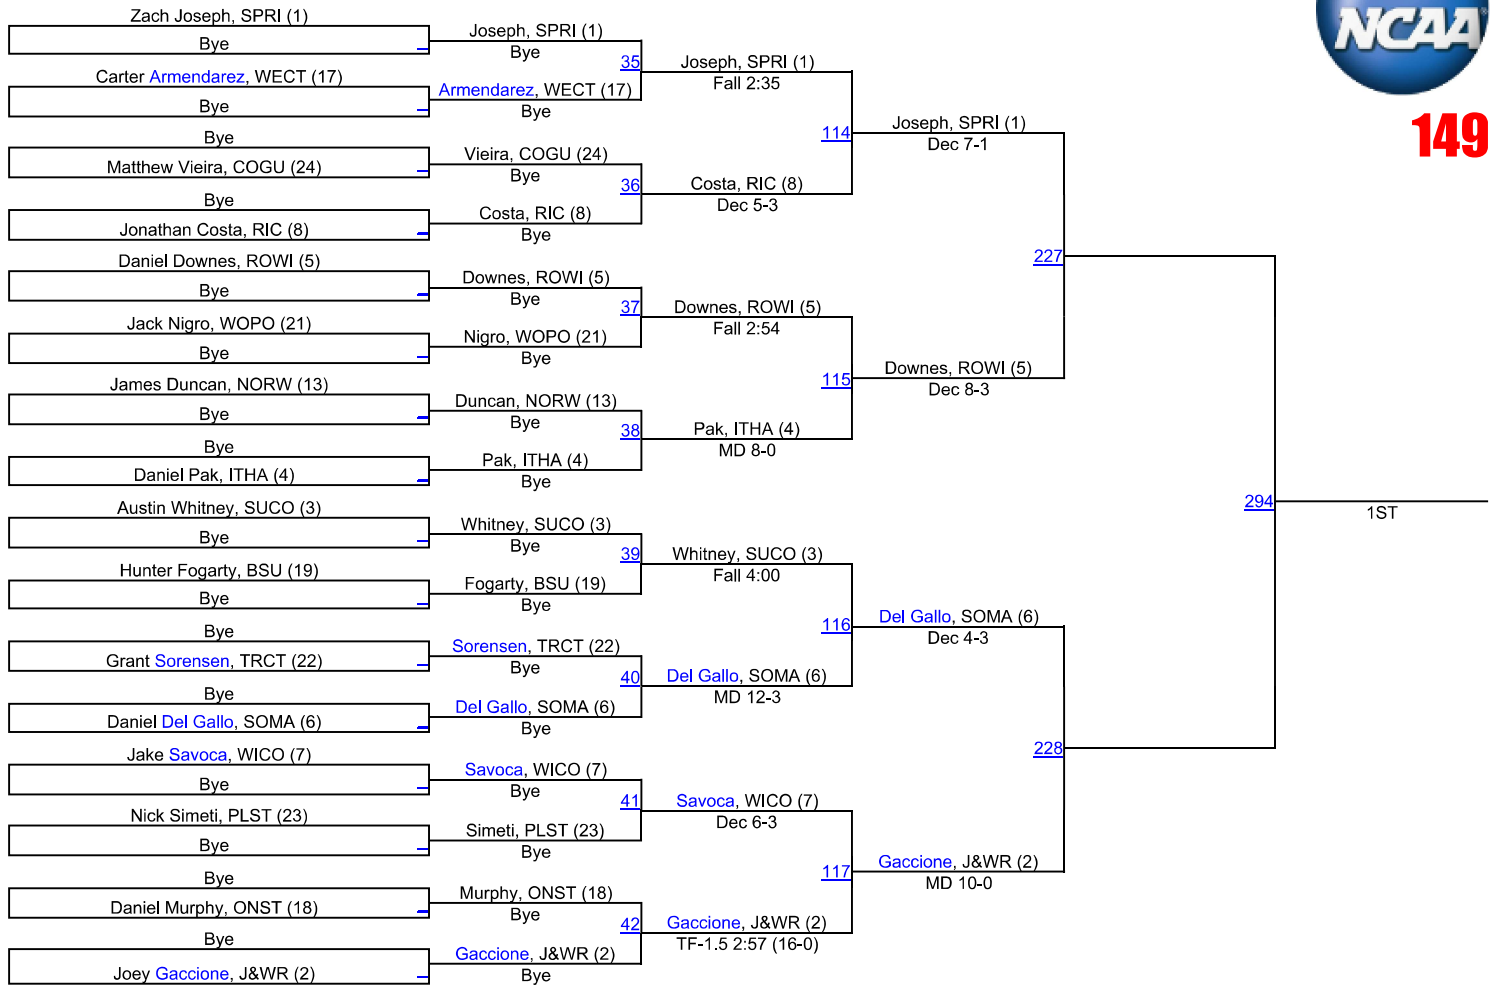 NCAA
149
Zach Joseph, SPRI (1)
Bye
Carter Armendarez, WECT (17)
Bye
Bye
Matthew Vieira, COGU (24)
Bye
Jonathan Costa, RIC (8)
Daniel Downes, ROWI (5)
Bye
Jack Nigro, WOPO (21)
Bye
James Duncan, NORW (13)
Bye
Bye
Daniel Pak, ITHA (4)
Austin Whitney, SUCO (3)
Bye
Hunter Fogarty, BSU (19)
Bye
Bye
Grant Sorensen, TRCT (22)
Bye
Daniel Del Gallo, SOMA (6)
Jake Savoca, WICO (7)
Bye
Nick Simeti, PLST (23)
Bye
Bye
Daniel Murphy, ONST (18)
Bye
Joey Gaccione, J&WR (2)
Joseph, SPRI (1)
Bye
35
Armendarez, WECT (17)
Bye
Vieira, COGU (24)
Bye
36
Costa, RIC (8)
Bye
Downes, ROWI (5)
Bye
37
Nigro, WOPO (21)
Bye
Duncan, NORW (13)
Bye
38
Pak, ITHA (4)
Bye
Whitney, SUCO (3)
Bye
39
Fogarty, BSU (19)
Bye
Sorensen, TRCT (22)
Bye
40
Del Gallo, SOMA (6)
Bye
Savoca, WICO (7)
Bye
41
Simeti, PLST (23)
Bye
Murphy, ONST (18)
Bye
42
Gaccione, J&WR (2)
Bye
Joseph, SPRI (1)
Fall 2:35
114
Costa, RIC (8)
Dec 5-3
Downes, ROWI (5)
Fall 2:54
115
Pak, ITHA (4)
MD 8-0
Whitney, SUCO (3)
Fall 4:00
116
Del Gallo, SOMA (6)
MD 12-3
Savoca, WICO (7)
Dec 6-3
117
Gaccione, J&WR (2)
TF-1.5 2:57 (16-0)
Joseph, SPRI (1)
Dec 7-1
227
Downes, ROWI (5)
Dec 8-3
Del Gallo, SOMA (6)
Dec 4-3
228
Gaccione, J&WR (2)
MD 10-0
294
1ST